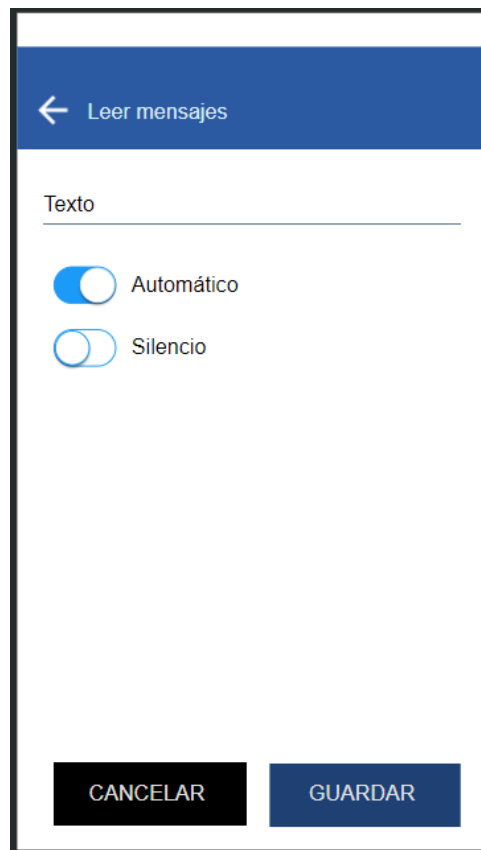 Leer mensajes
Texto
Automático
Silencio
CANCELAR GUARDAR